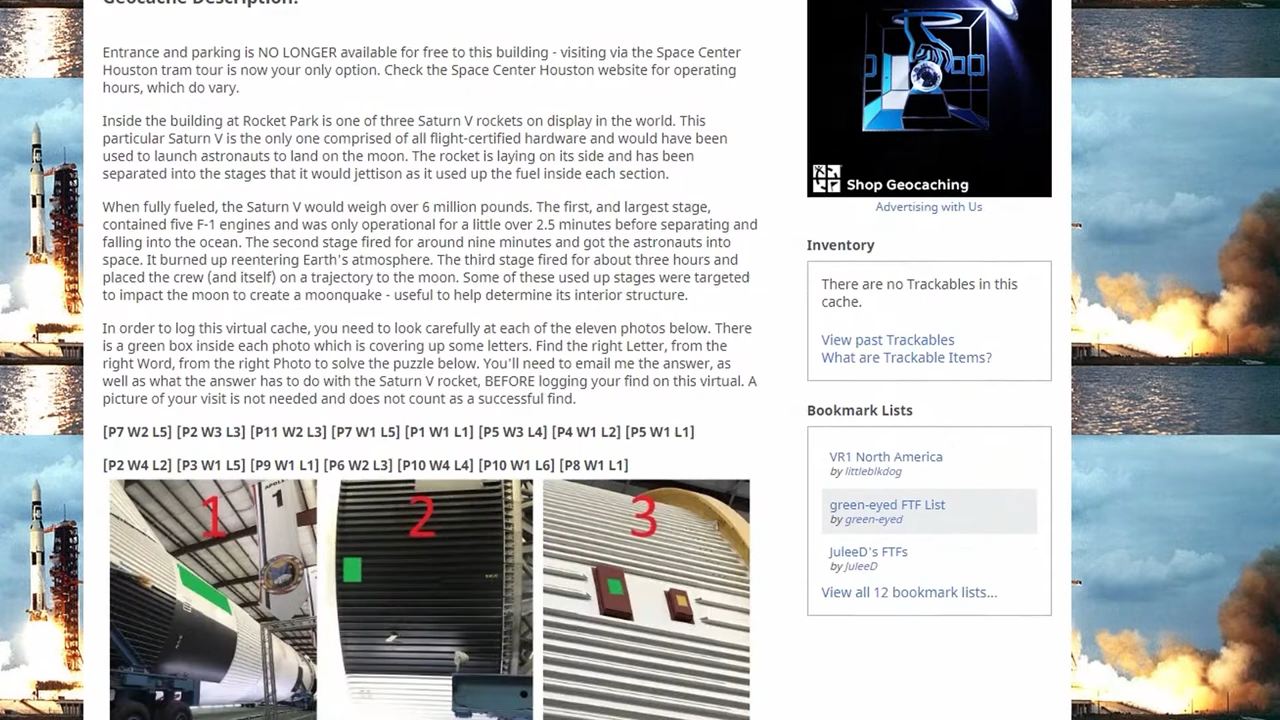 Geocache Description:
Entrance and parking is NO LONGER available for free to this building - visiting via the Space Center
Houston tram tour is now your only option. Check the Space Center Houston website for operating
hours, which do vary.
Inside the building at Rocket Park is one of three Saturn V rockets on display in the world. This
particular Saturn V is the only one comprised of all flight-certified hardware and would have been
used to launch astronauts to land on the moon. The rocket is laying on its side and has been
separated into the stages that it would jettison as it used up the fuel inside each section.
When fully fueled, the Saturn V would weigh over 6 million pounds. The first, and largest stage,
contained five F-1 engines and was only operational for a little over 2.5 minutes before separating and
falling into the ocean. The second stage fired for around nine minutes and got the astronauts into
space. It burned up reentering Earth's atmosphere. The third stage fired for about three hours and
placed the crew (and itself) on a trajectory to the moon. Some of these used up stages were targeted
to impact the moon to create a moonquake - useful to help determine its interior structure.
In order to log this virtual cache, you need to look carefully at each of the eleven photos below. There
is a green box inside each photo which is covering up some letters. Find the right Letter, from the
right Word, from the right Photo to solve the puzzle below. You'll need to email me the answer, as
well as what the answer has to do with the Saturn V rocket, BEFORE logging your find on this virtual. A
picture of your visit is not needed and does not count as a successful find.
[P7 W2 L5] [P2 W3 L3] [P11 W2 L3] [P7 W1 L5] [P1 W1 L1] [P5 W3 L4] [P4 W1 L2] [P5 W1 L1]
[P2 W4 L2] [P3 W1 L5] [P9 W1 L1] [P6 W2 L3] [P10 W4 L4] [P10 W1 L6] [P8 W1 L1]
1
2
3
Shop Geocaching
Advertising with Us
Inventory
There are no Trackables in this
cache.
View past Trackables
What are Trackable Items?
Bookmark Lists
VR1 North America
by littleblkdog
green-eyed FTF List
by green-eyed
JuleeD's FTFs
by JuleeD
View all 12 bookmark lists...